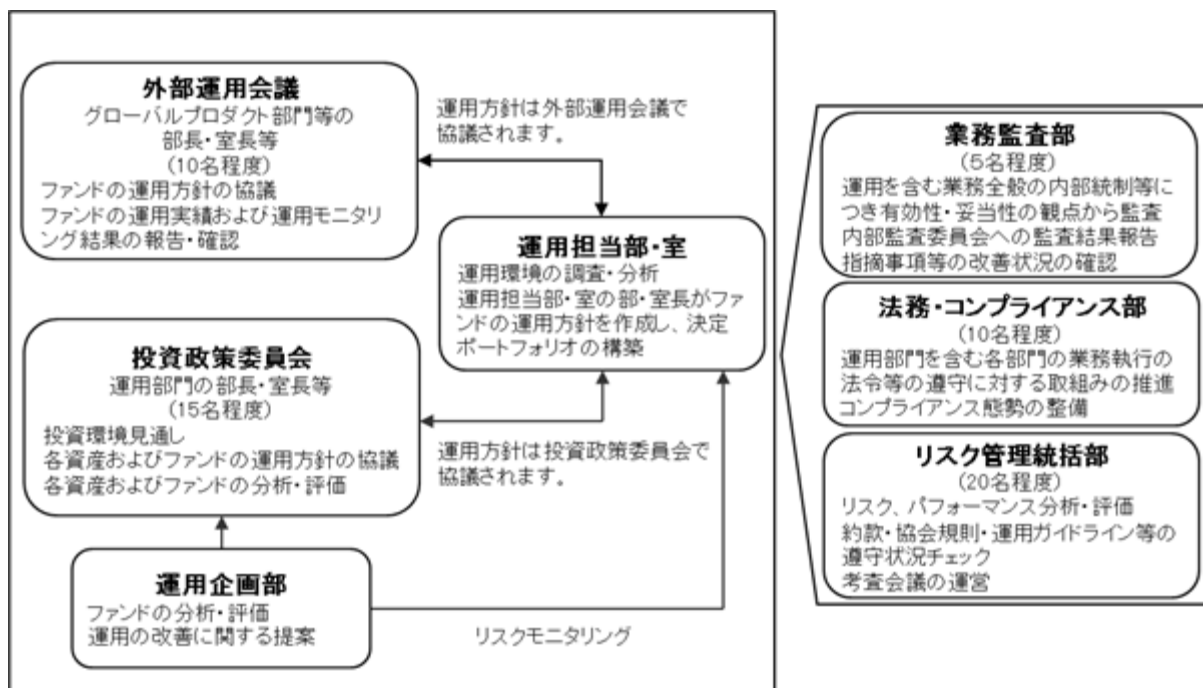 外部運用会議
グローバルプロダクト部門等の
部長・室長等
(10名程度)
ファンドの運用方針の協議
ファンドの運用実績および運用モニタリ
ング結果の報告・確認
運用方針は外部運用会議で
協議されます。
運用担当部・室
運用環境の調査・分析
運用担当部・室の部・室長がファ
ンドの運用方針を作成し、決定
ポートフォリオの構築
投資政策委員会
運用部門の部長・室長等
(15名程度)
投資環境見通し
各資産およびファンドの運用方針の協議
各資産およびファンドの分析・評価
運用方針は投資政策委員会で
協議されます。
運用企画部
ファンドの分析・評価
運用の改善に関する提案
リスクモニタリング
業務監査部
(5名程度)
運用を含む業務全般の内部統制等に
つき有効性・妥当性の観点から監査
内部監査委員会への監査結果報告
指摘事項等の改善状況の確認
法務・コンプライアンス部
(10名程度)
運用部門を含む各部門の業務執行の
法令等の遵守に対する取組みの推進
コンプライアンス態勢の整備
リスク管理統括部
(20名程度)
リスク、パフォーマンス分析・評価
約款・協会規則・運用ガイドライン等の
遵守状況チェック
考査会議の運営